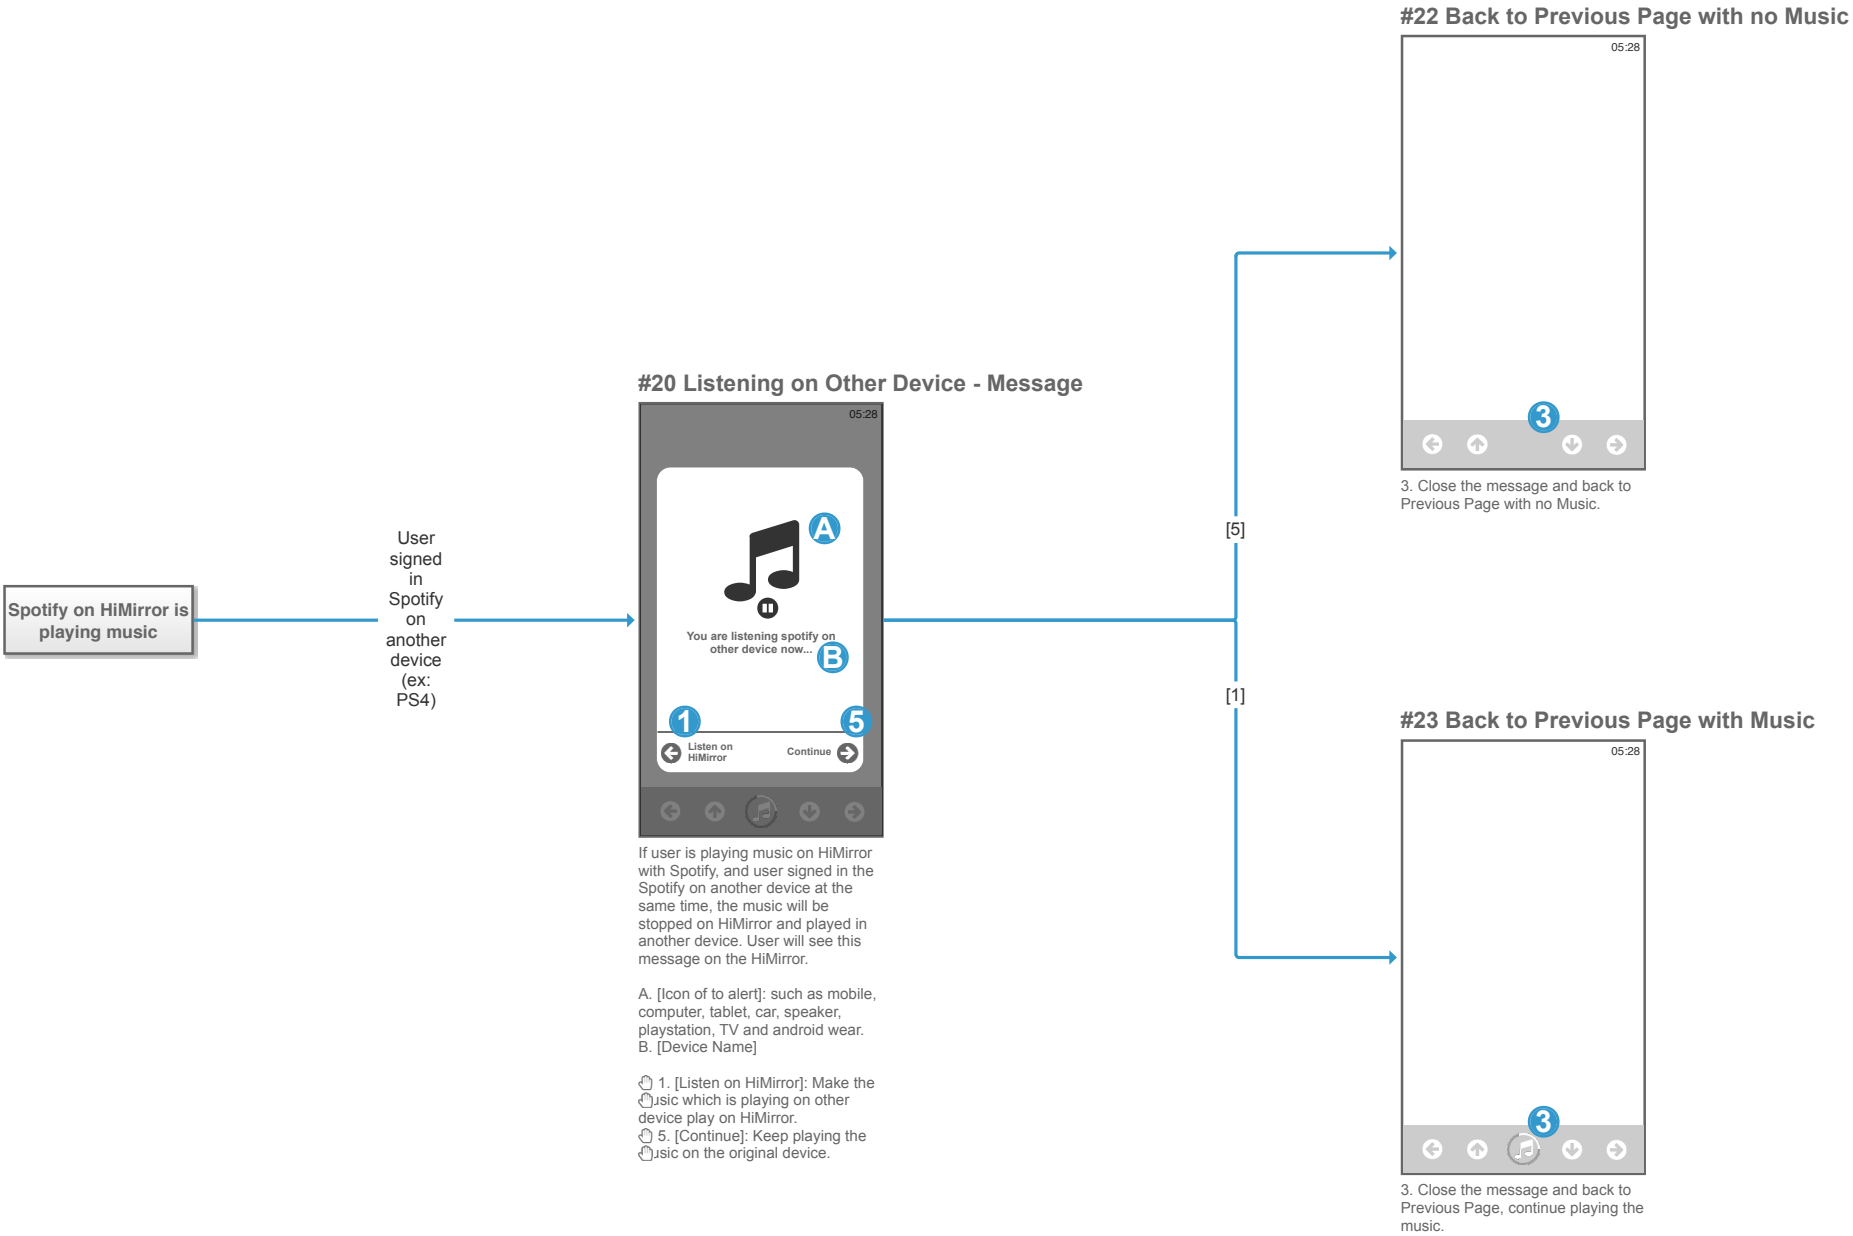 #22 Back to Previous Page with no Music
05:28
3
3. Close the message and back to
Previous Page with no Music.
Spotify on HiMirror is
playing music
User
signed
in
Spotify
on
another
device
(ex:
PS4)
#20 Listening on Other Device - Message
05:28
A
You are listening spotify on
other device now...
B
1
5
Listen on
HiMirror
Continue
If user is playing music on HiMirror
with Spotify, and user signed in the
Spotify on another device at the
same time, the music will be
stopped on HiMirror and played in
another device. User will see this
message on the HiMirror.
A. [Icon of to alert]: such as mobile,
computer, tablet, car, speaker,
playstation, TV and android wear.
B. [Device Name]
1. [Listen on HiMirror]: Make the
usic which is playing on other
device play on HiMirror.
5. [Continue]: Keep playing the
usic on the original device.
[5]
[1]
#23 Back to Previous Page with Music
05:28
3
3. Close the message and back to
Previous Page, continue playing the
music.